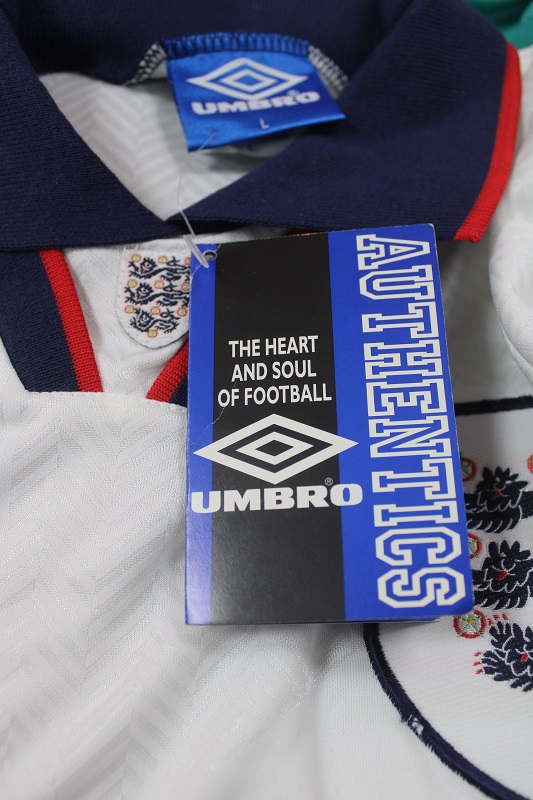 UMBRO
L
THE HEART
AND SOUL
OF FOOTBALL
UMBRO®
AUTHENTICS